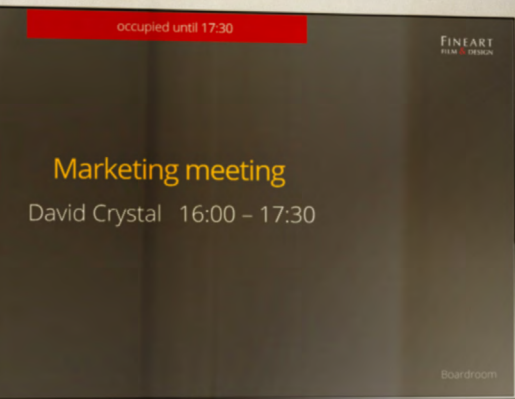 occupied until 17:30
FINEART
FILM & DESIGN
Marketing meeting
David Crystal 16:00 – 17:30
Boardroom